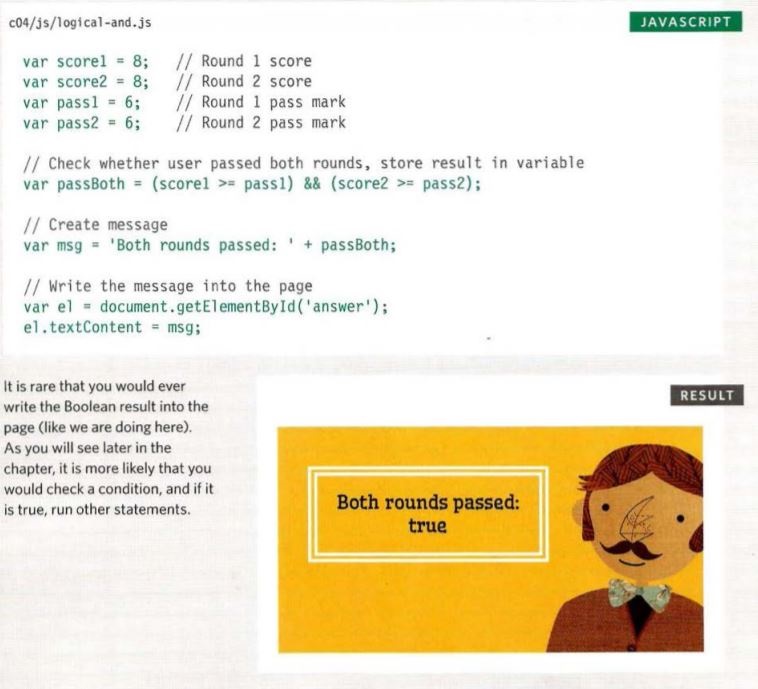 c04/js/logical-and.js
JAVASCRIPT
var score1 = 8;   // Round 1 score
var score2 = 8;   // Round 2 score
var pass1 = 6;    // Round 1 pass mark
var pass2 = 6;    // Round 2 pass mark
// Check whether user passed both rounds, store result in variable
var passBoth = (score1 >= pass1) && (score2 >= pass2);
// Create message
var msg = 'Both rounds passed: ' + passBoth;
// Write the message into the page
var el = document.getElementById('answer');
el.textContent = msg;
It is rare that you would ever
write the Boolean result into the
page (like we are doing here).
As you will see later in the
chapter, it is more likely that you
would check a condition, and if it
is true, run other statements.
RESULT
Both rounds passed:
true